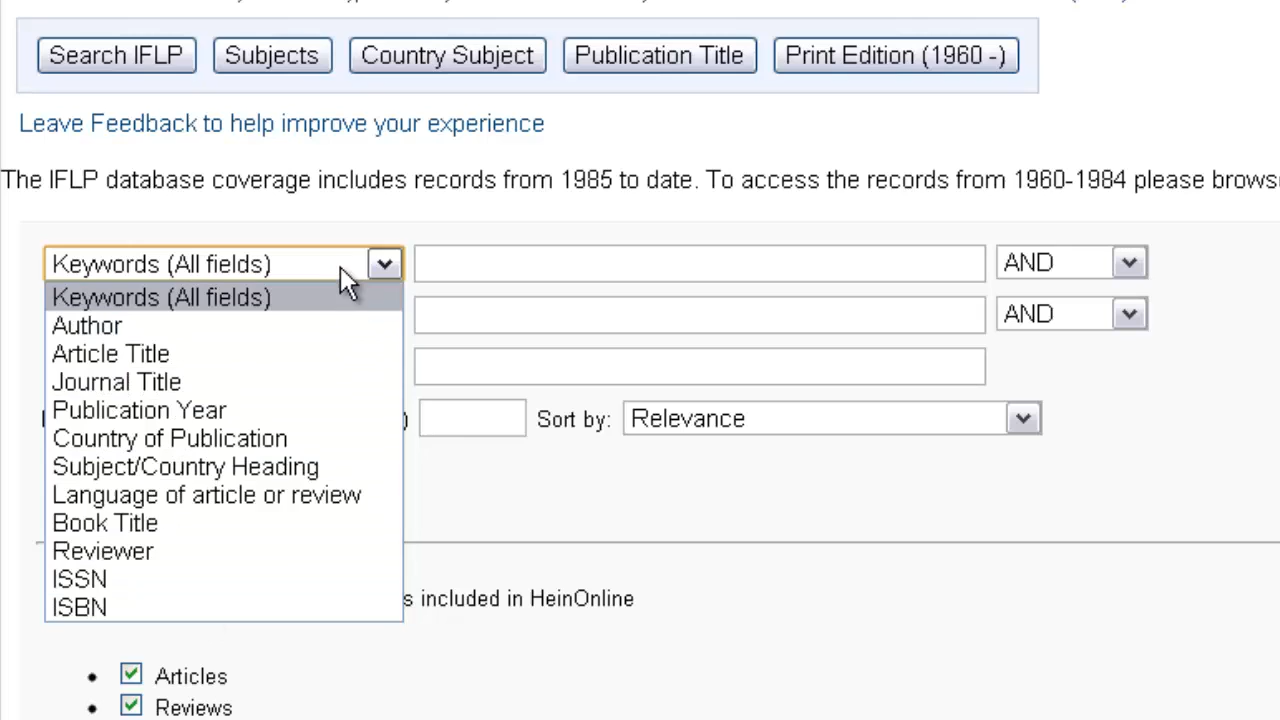 Search IFLP Subjects Country Subject Publication Title Print Edition (1960 -)
Leave Feedback to help improve your experience
The IFLP database coverage includes records from 1985 to date. To access the records from 1960-1984 please
Keywords (All fields) AND
Keywords (All fields)
Author AND
Article Title
Journal Title
Publication Year Sort by: Relevance
Country of Publication
Subject/Country Heading
Language of article or review
Book Title
Reviewer
ISSN
ISBN
included in HeinOnline
• Articles
• Reviews